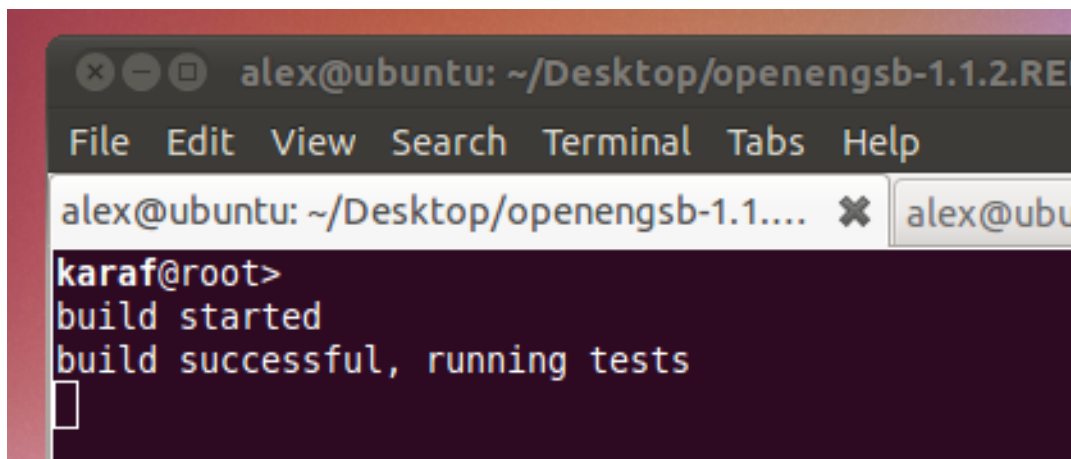 alex@ubuntu: ~/Desktop/openengsb-1.1.2.RE
File Edit View Search Terminal Tabs Help
alex@ubuntu: ~/Desktop/openengsb-1.1.... alex@ubu
karaf@root>
build started
build successful, running tests